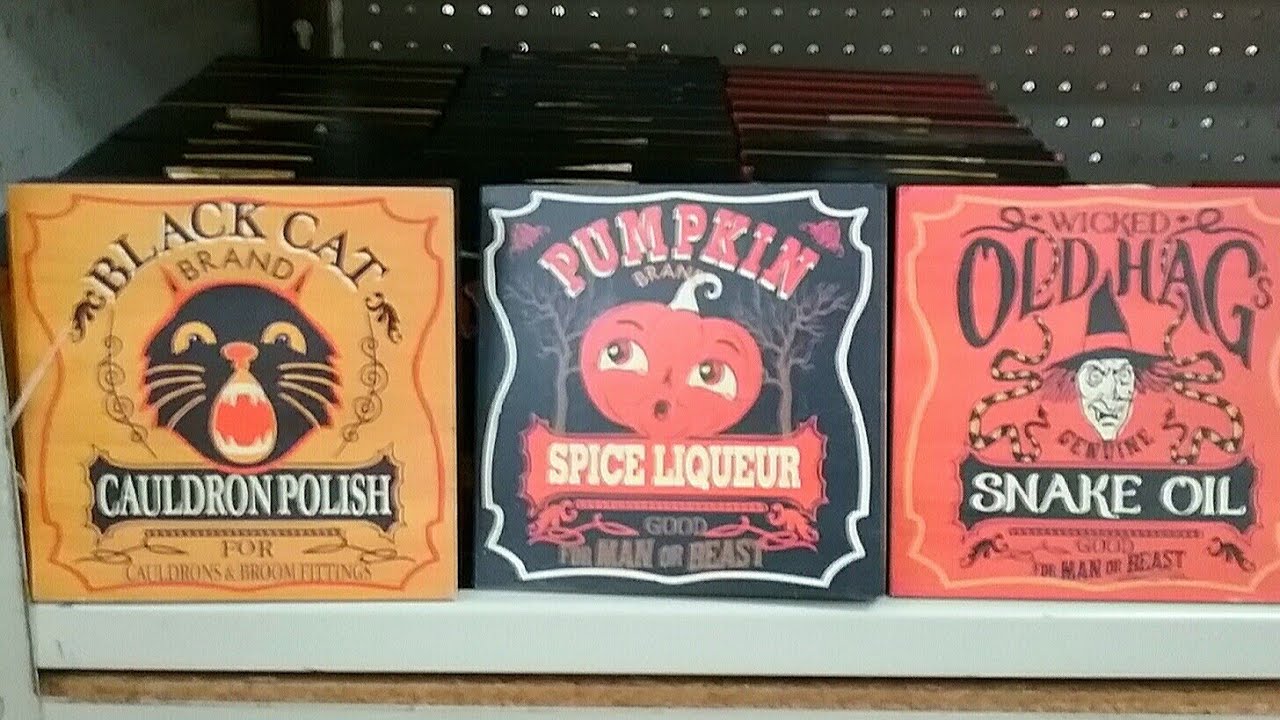 BLACK CAT
BRAND
CAULDRON POLISH
FOR
CAULDRONS & BROOM FITTINGS
PUMPKIN
BRAND
SPICE LIQUEUR
GOOD
FOR MAN OR BEAST
WICKED
OLD HAG'S
GENUINE
SNAKE OIL
GOOD
FOR MAN OR BEAST